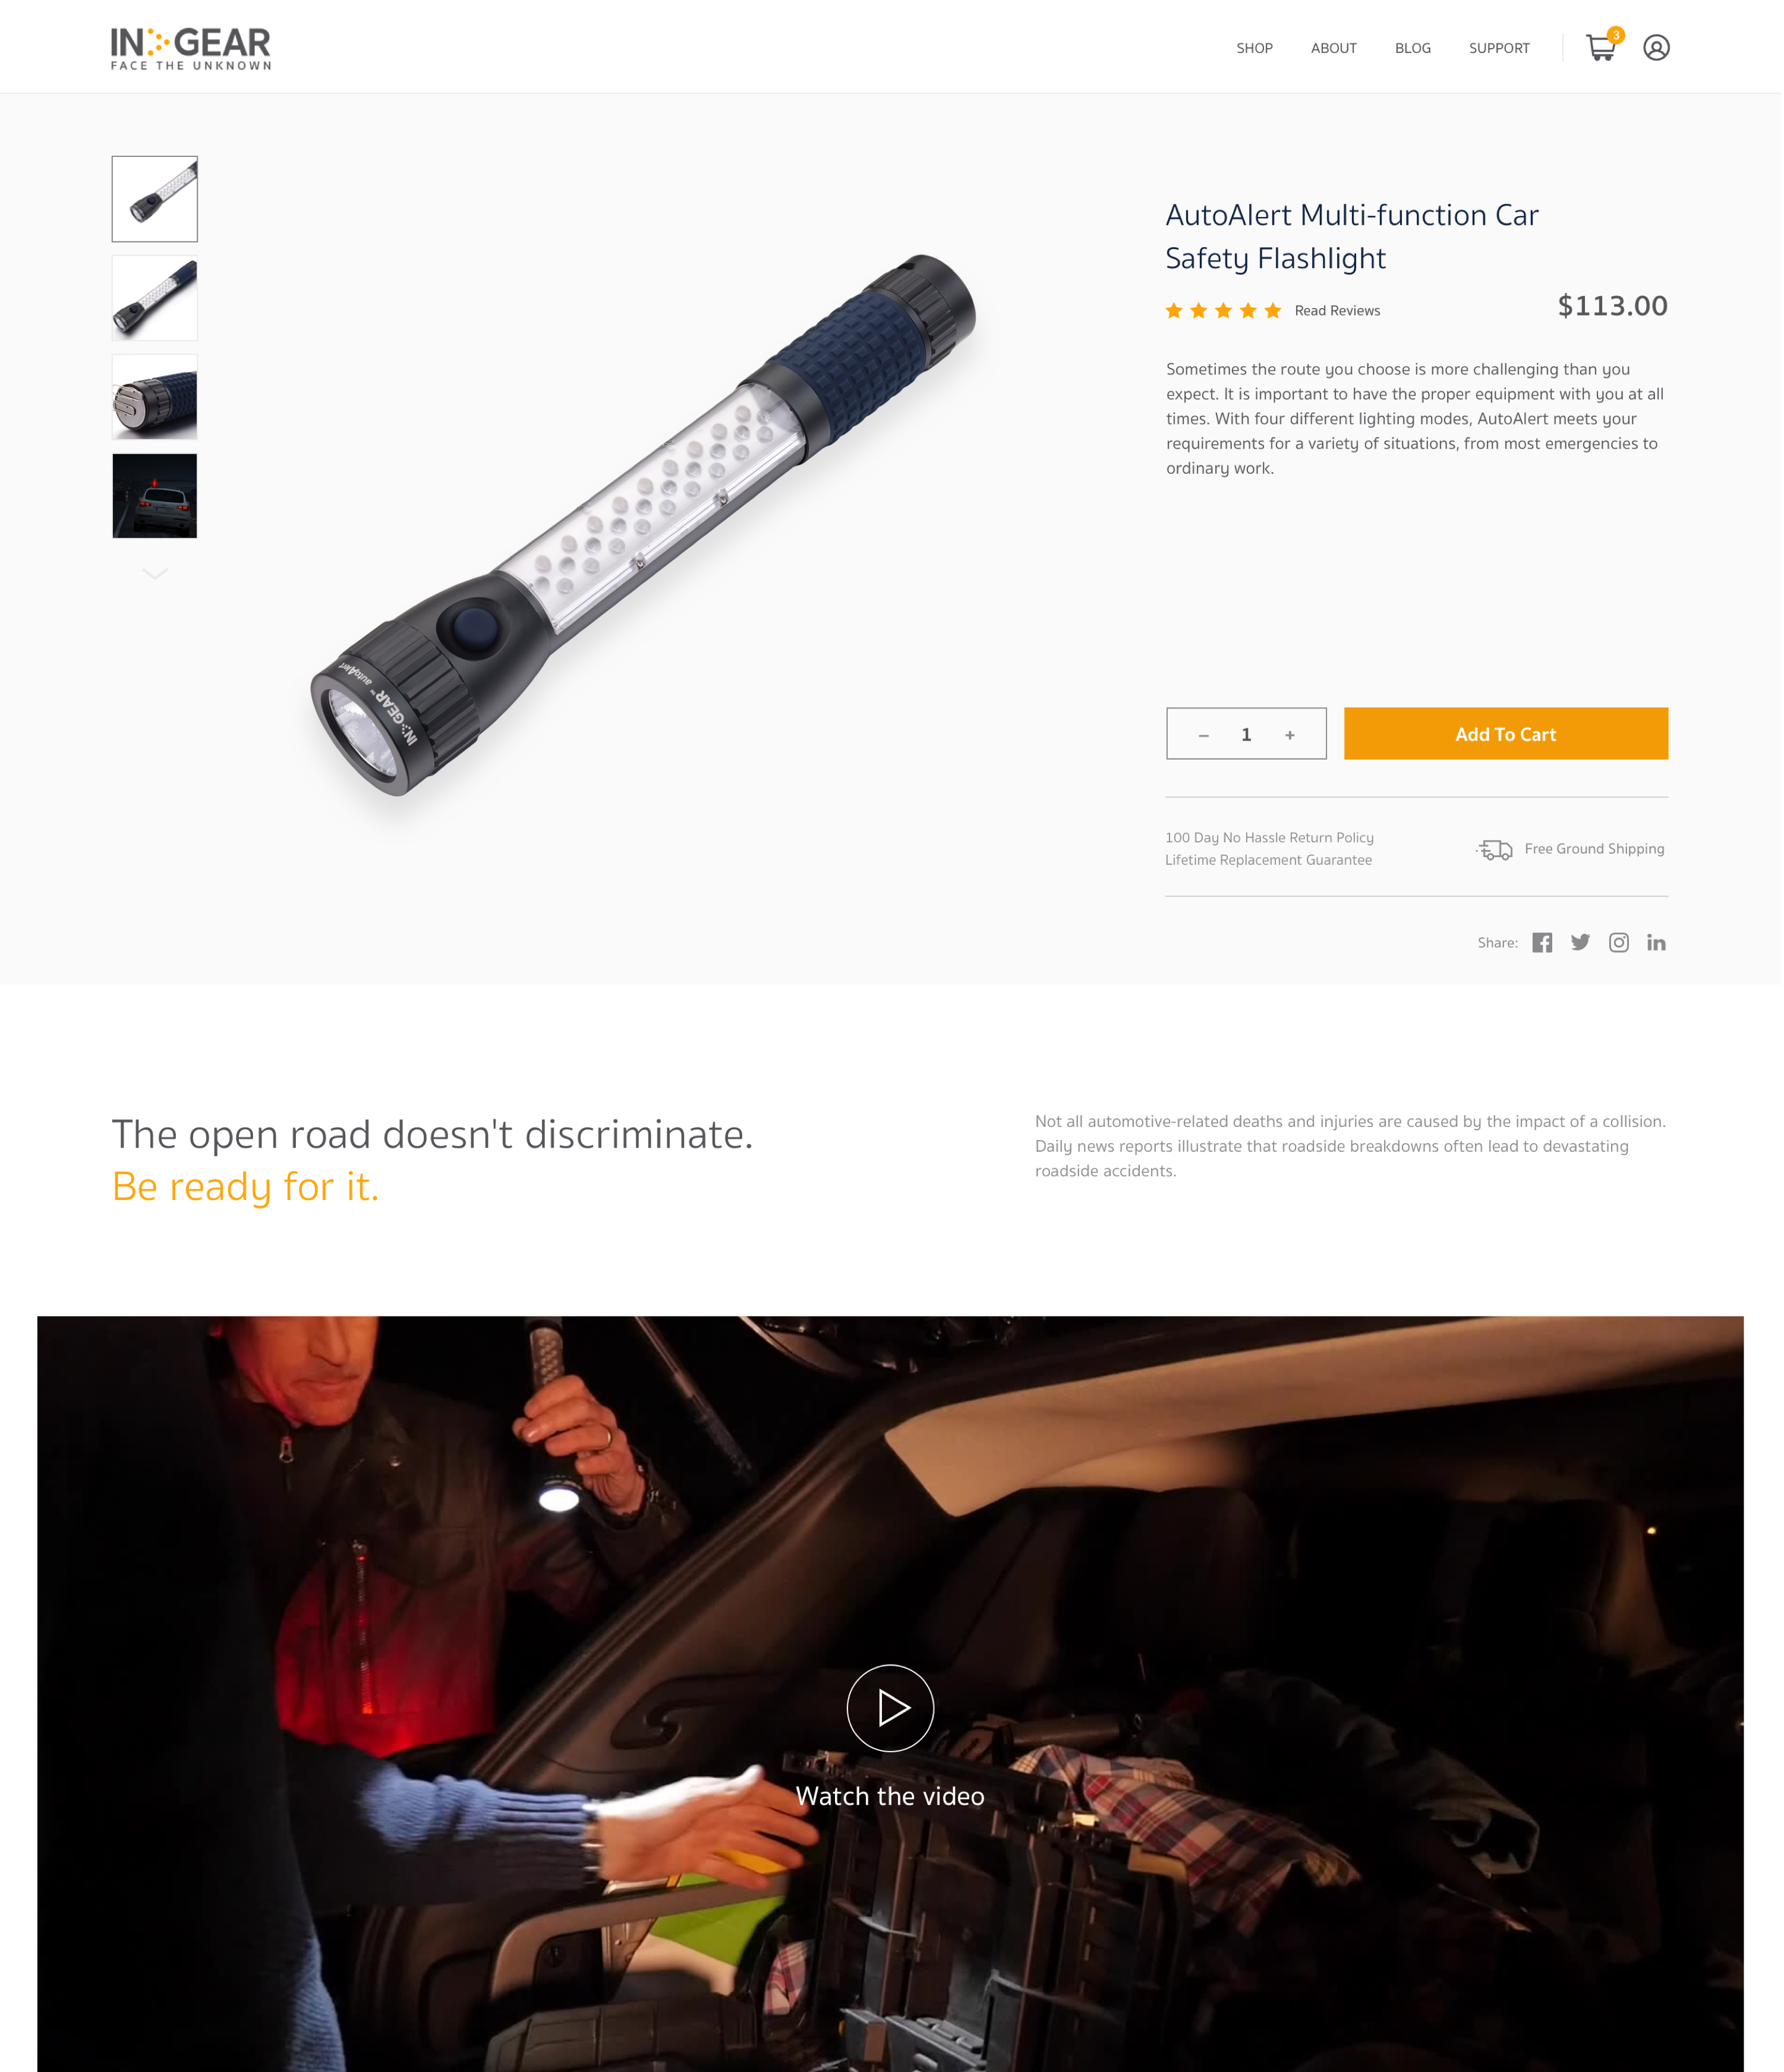 IN GEAR
FACE THE UNKNOWN
SHOP
ABOUT
BLOG
SUPPORT
3
AutoAlert Multi-function Car
Safety Flashlight
Read Reviews
$113.00
Sometimes the route you choose is more challenging than you
expect. It is important to have the proper equipment with you at all
times. With four different lighting modes, AutoAlert meets your
requirements for a variety of situations, from most emergencies to
ordinary work.
IN GEAR™ autoAlert
– 1 +
Add To Cart
100 Day No Hassle Return Policy
Lifetime Replacement Guarantee
Free Ground Shipping
Share:
The open road doesn't discriminate.
Be ready for it.
Not all automotive-related deaths and injuries are caused by the impact of a collision.
Daily news reports illustrate that roadside breakdowns often lead to devastating
roadside accidents.
Watch the video